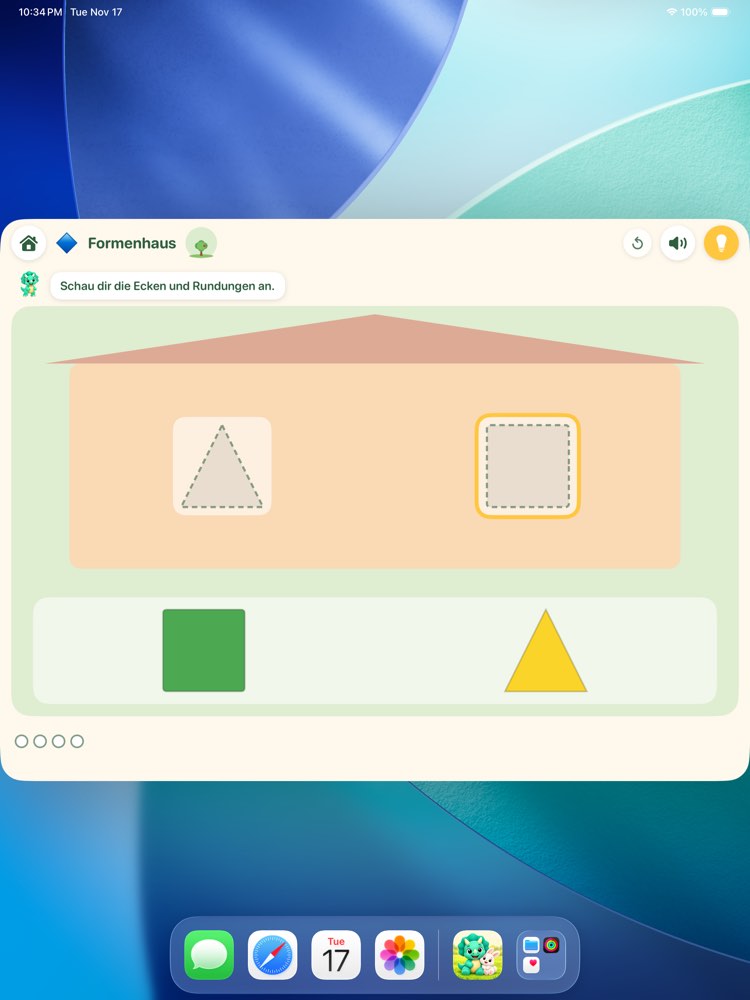 10:34 PM Tue Nov 17
100%
Formenhaus
Schau dir die Ecken und Rundungen an.
Tue
17